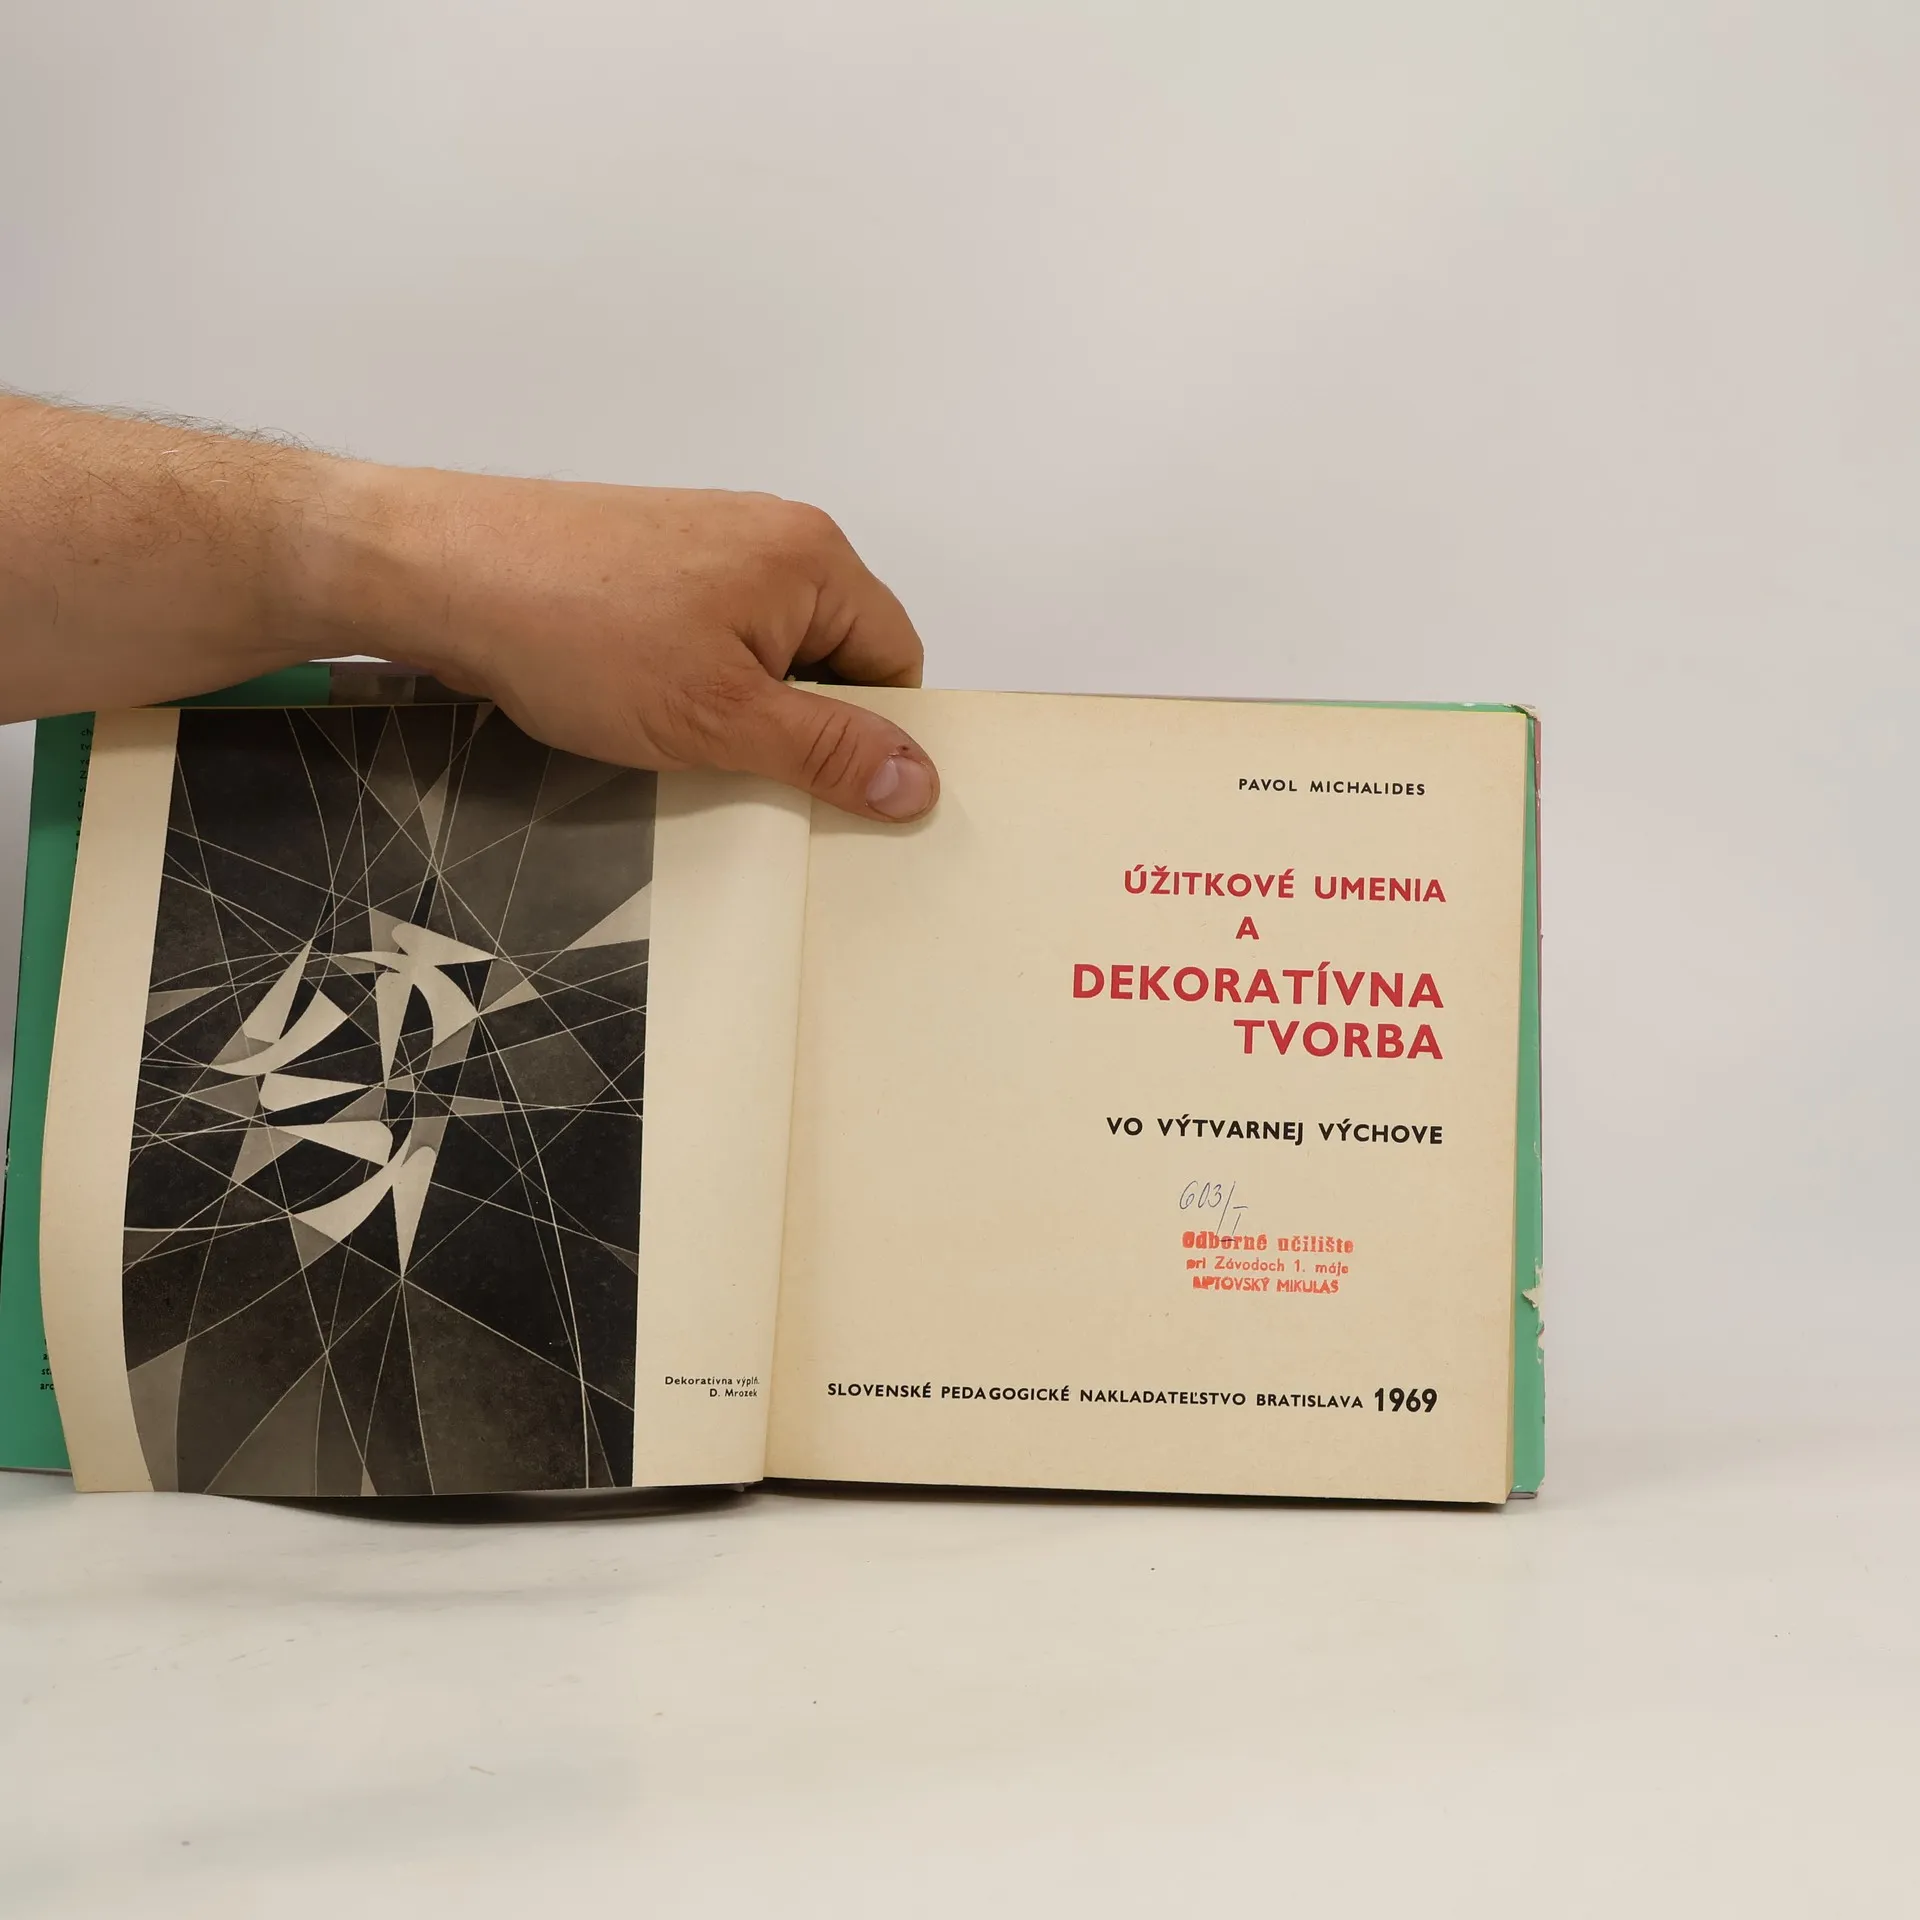 Dekoratívna výplň.
D. Mrozek
PAVOL MICHALIDES
ÚŽITKOVÉ UMENIA
A
DEKORATÍVNA
TVORBA
VO VÝTVARNEJ VÝCHOVE
603/I
Odborné učilište
pri Závodoch 1. mája
LIPTOVSKÝ MIKULÁŠ
SLOVENSKÉ PEDAGOGICKÉ NAKLADATEĽSTVO BRATISLAVA 1969